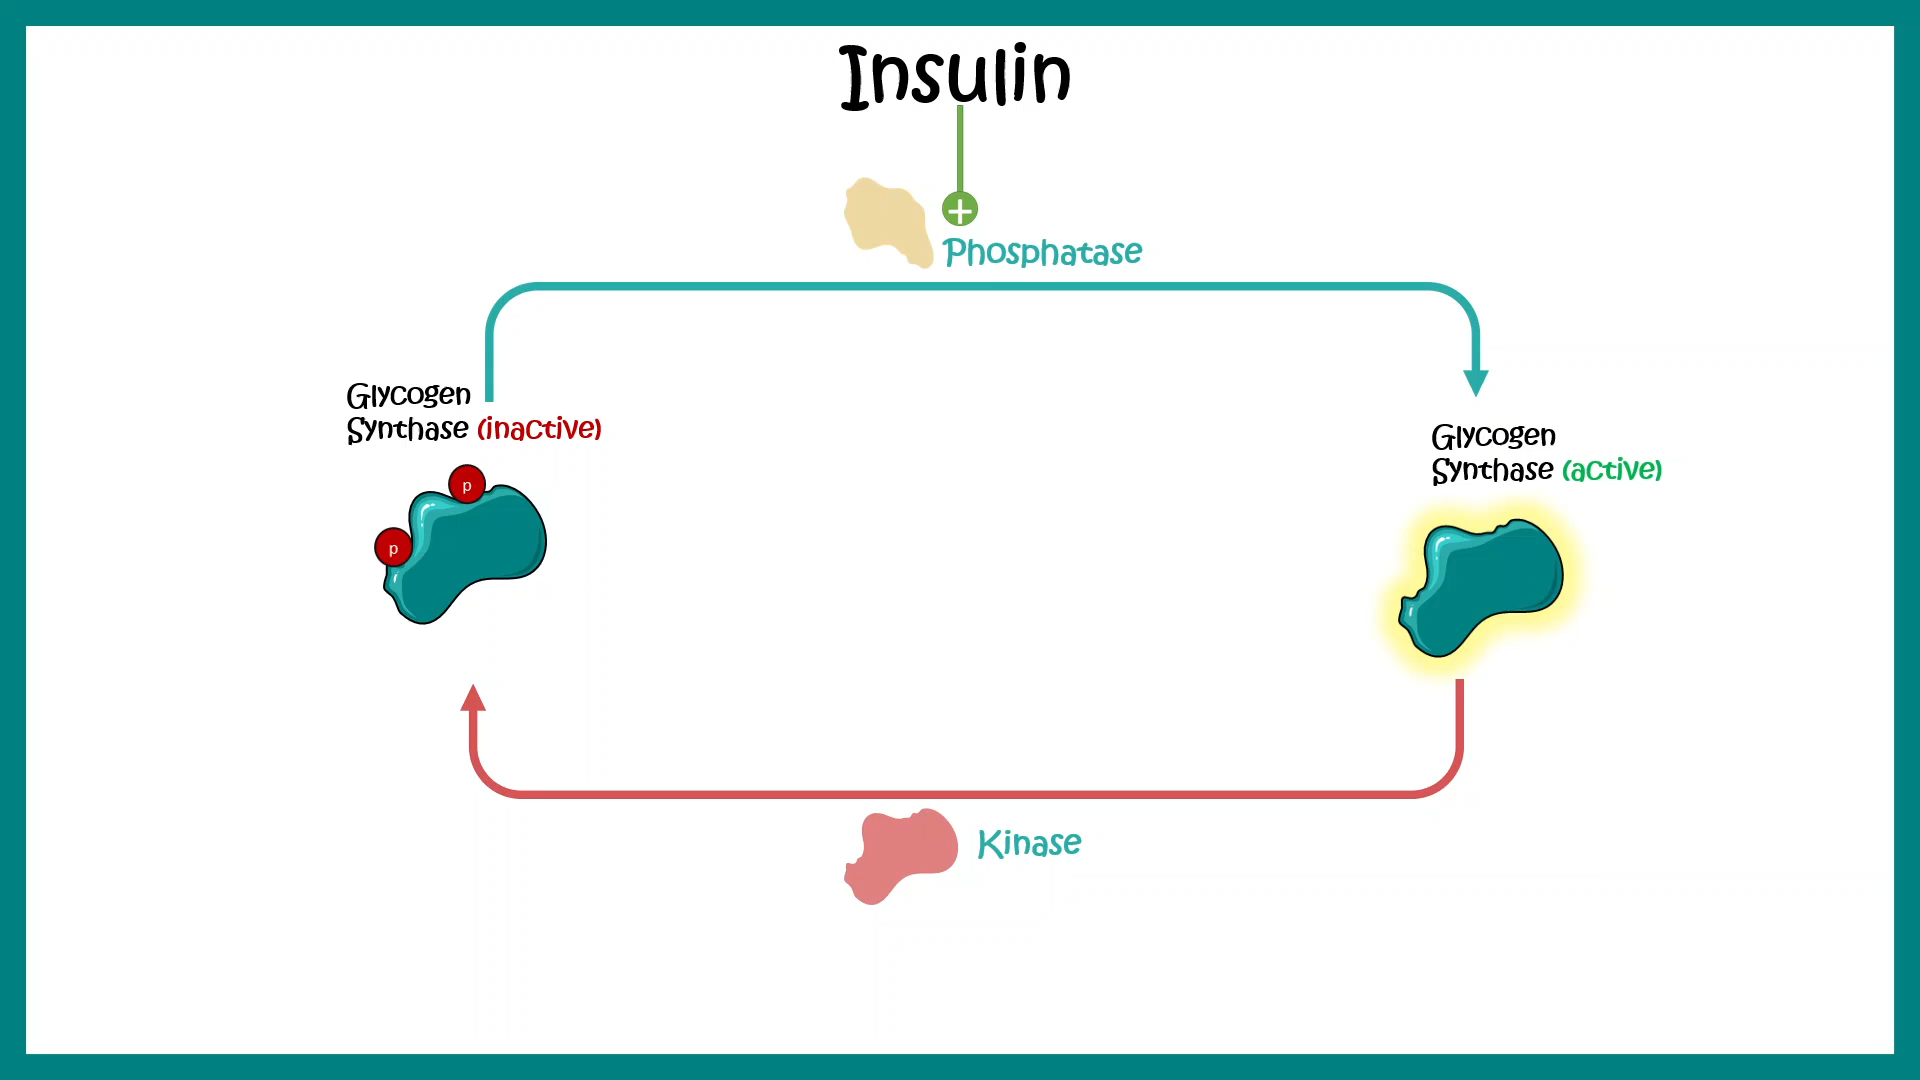 Insulin
+
Phosphatase
Glycogen
Synthase (inactive)
p
p
Glycogen
Synthase (active)
Kinase